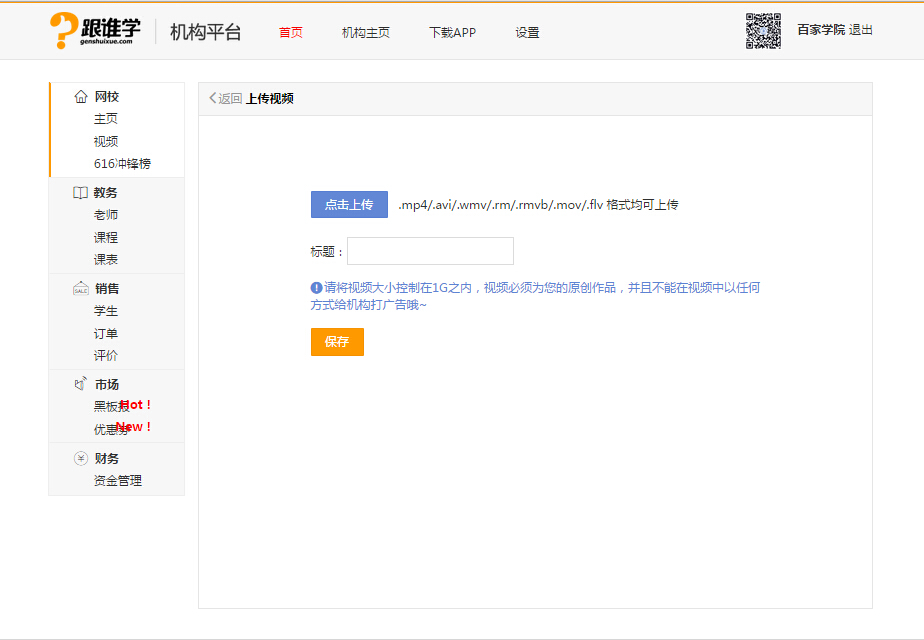 跟谁学
genshuixue.com
机构平台
首页
机构主页
下载APP
设置
百家学院 退出
网校
主页
视频
616冲锋榜
教务
老师
课程
课表
SALE
销售
学生
订单
评价
市场
黑板报
Hot！
优惠券
New！
财务
资金管理
返回 上传视频
点击上传 .mp4/.avi/.wmv/.rm/.rmvb/.mov/.flv 格式均可上传
标题：
请将视频大小控制在1G之内，视频必须为您的原创作品，并且不能在视频中以任何
方式给机构打广告哦~
保存